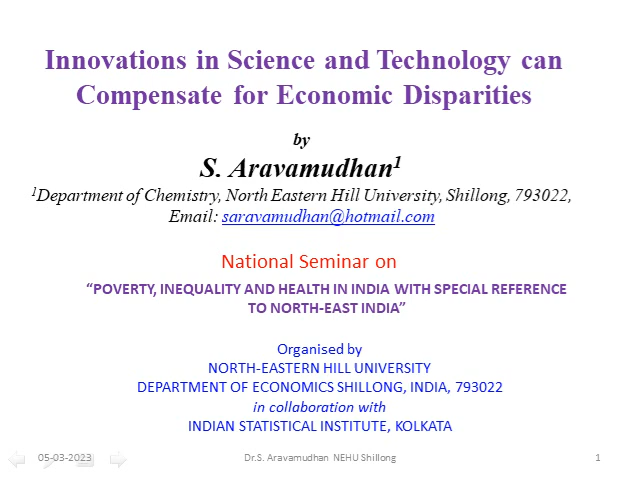 Innovations in Science and Technology can
Compensate for Economic Disparities
by
S. Aravamudhan1
1Department of Chemistry, North Eastern Hill University, Shillong, 793022,
Email: saravamudhan@hotmail.com
National Seminar on
“POVERTY, INEQUALITY AND HEALTH IN INDIA WITH SPECIAL REFERENCE
TO NORTH-EAST INDIA”
Organised by
NORTH-EASTERN HILL UNIVERSITY
DEPARTMENT OF ECONOMICS SHILLONG, INDIA, 793022
in collaboration with
INDIAN STATISTICAL INSTITUTE, KOLKATA
05-03-2023 Dr.S. Aravamudhan NEHU Shillong 1